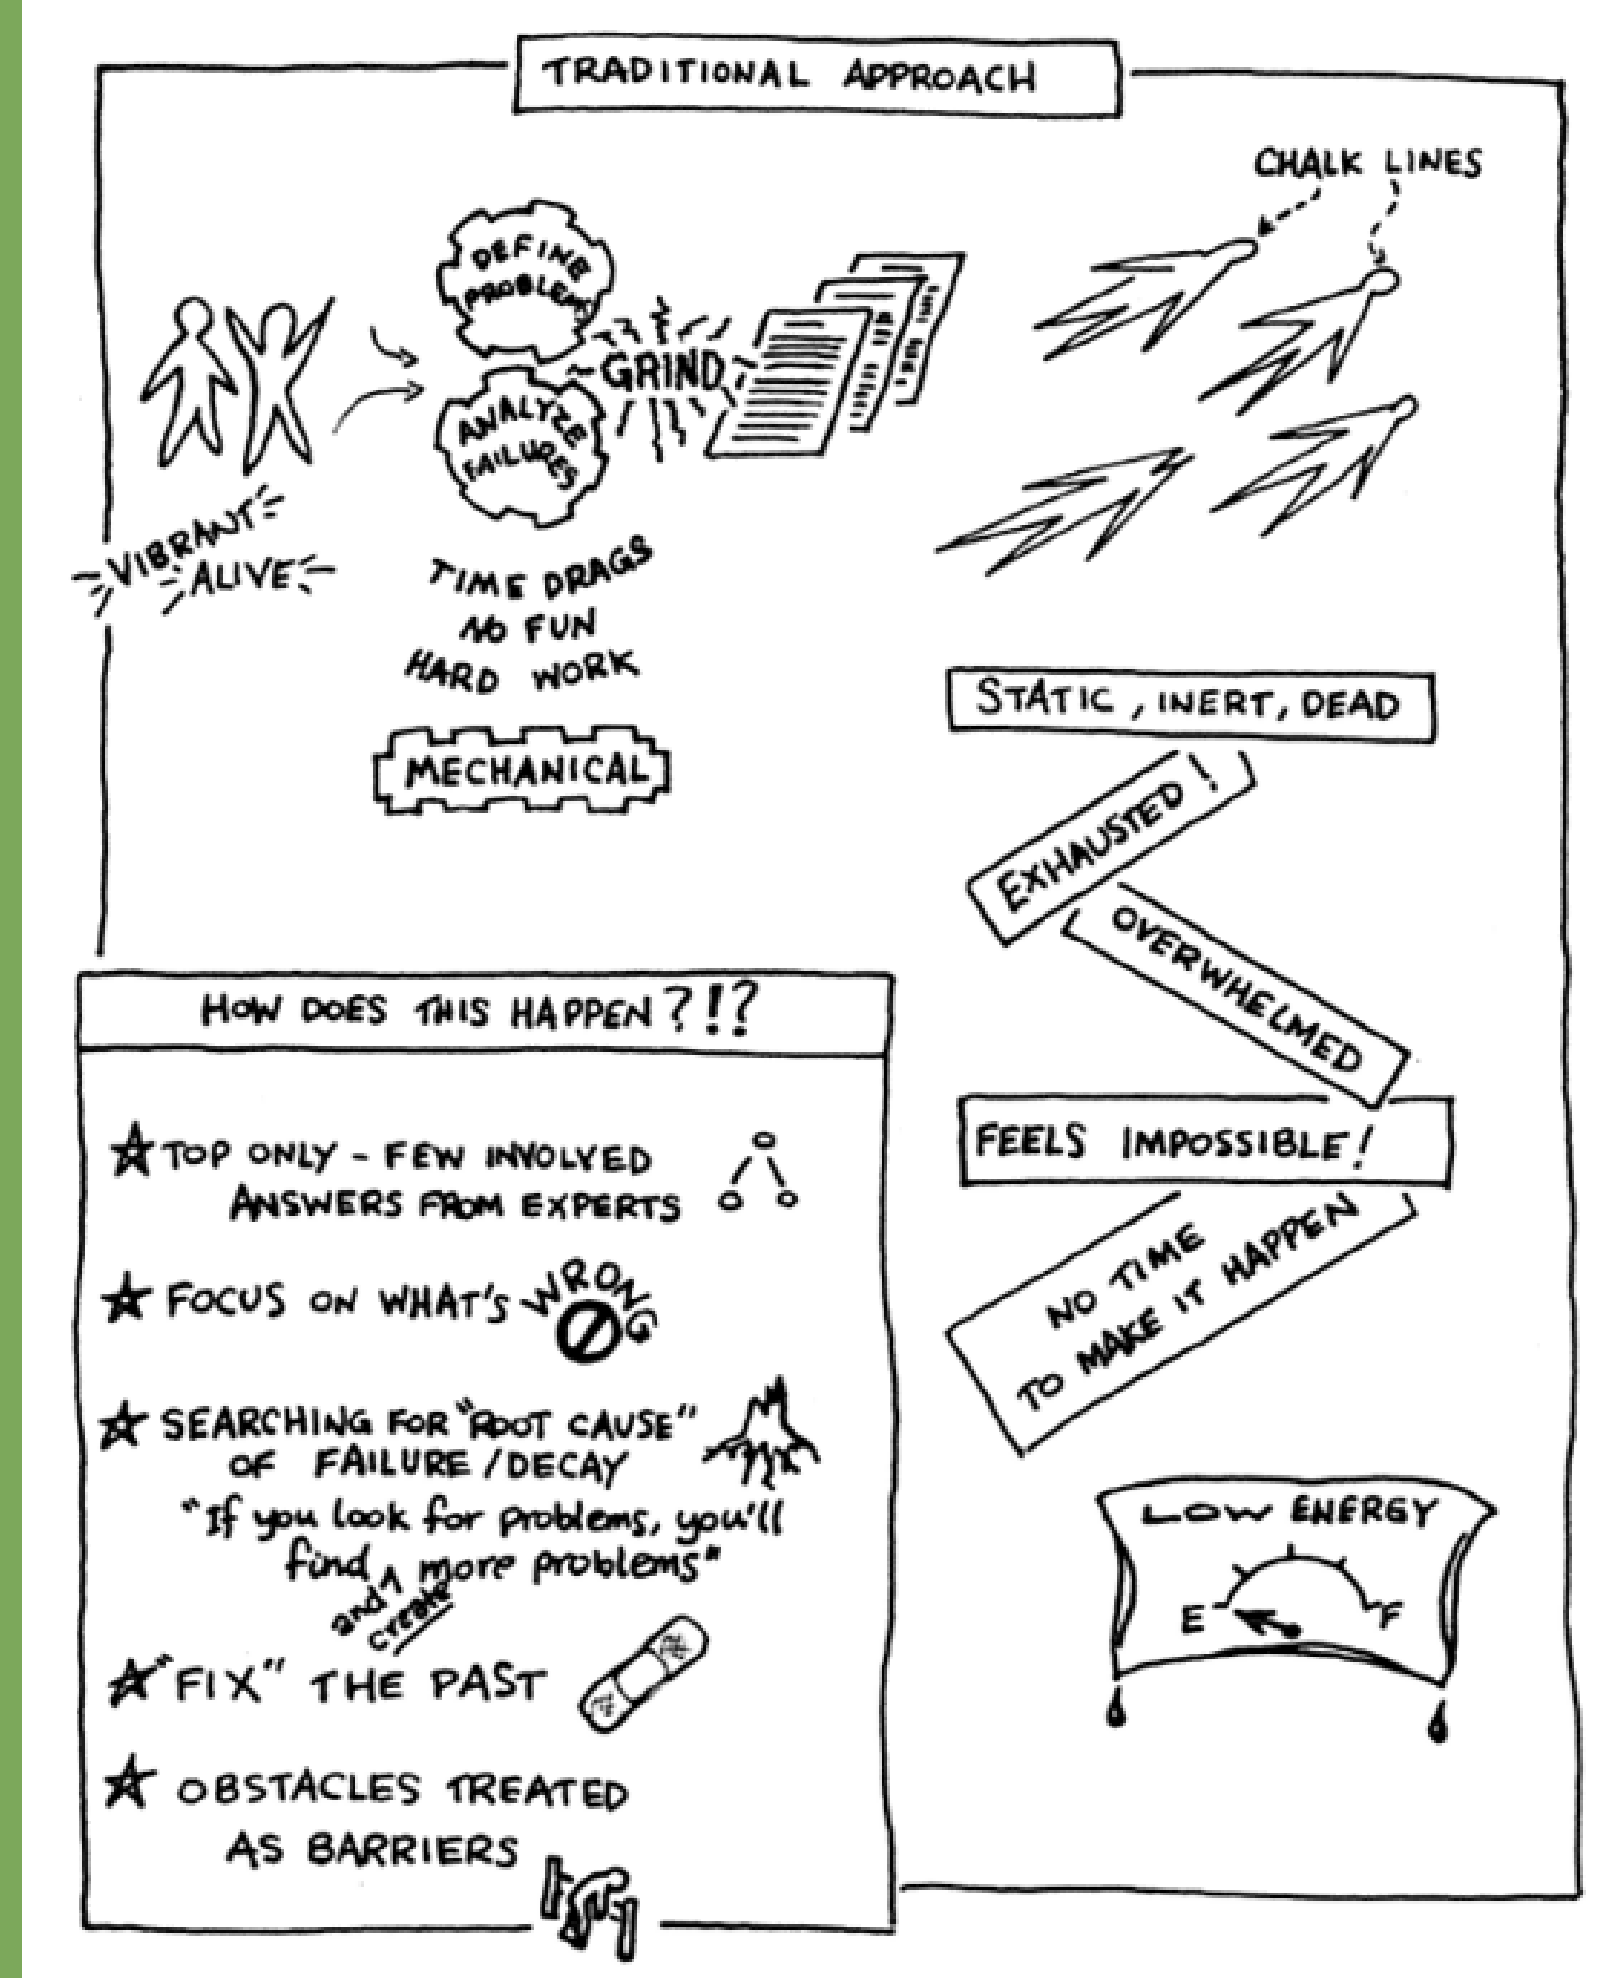 TRADITIONAL APPROACH
CHALK LINES
DEFINE
PROBLEM
GRIND
ANALYZE
FAILURES
VIBRANT
ALIVE
TIME DRAGS
NO FUN
HARD WORK
MECHANICAL
STATIC, INERT, DEAD
EXHAUSTED!
OVERWHELMED
FEELS IMPOSSIBLE!
NO TIME
TO MAKE IT HAPPEN
LOW ENERGY
E F
HOW DOES THIS HAPPEN?!?
TOP ONLY - FEW INVOLVED
ANSWERS FROM EXPERTS
FOCUS ON WHAT'S WRONG
SEARCHING FOR "ROOT CAUSE"
OF FAILURE/DECAY
"If you look for problems, you'll
find ^ more problems"
and
create
"FIX" THE PAST
OBSTACLES TREATED
AS BARRIERS